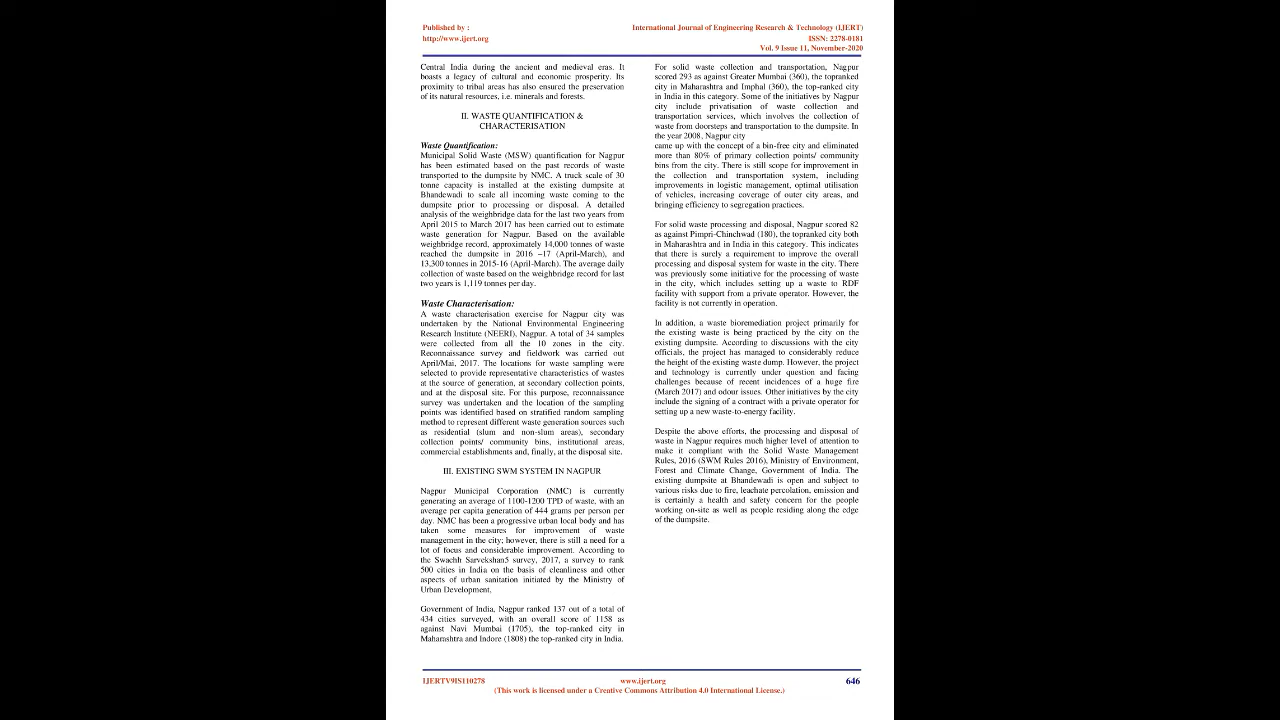 Published by :
International Journal of Engineering Research & Technology (IJERT)
http://www.ijert.org
ISSN: 2278-0181
Vol. 9 Issue 11, November-2020
Central India during the ancient and medieval eras. It
boasts a legacy of cultural and economic prosperity. Its
proximity to tribal areas has also ensured the preservation
of its natural resources, i.e. minerals and forests.
II. WASTE QUANTIFICATION &
CHARACTERISATION
Waste Quantification:
Municipal Solid Waste (MSW) quantification for Nagpur
has been estimated based on the past records of waste
transported to the dumpsite by NMC. A truck scale of 30
tonne capacity is installed at the existing dumpsite at
Bhandewadi to scale all incoming waste coming to the
dumpsite prior to processing or disposal. A detailed
analysis of the weighbridge data for the last two years from
April 2015 to March 2017 has been carried out to estimate
waste generation for Nagpur. Based on the available
weighbridge record, approximately 14,000 tonnes of waste
reached the dumpsite in 2016 –17 (April-March), and
13,300 tonnes in 2015-16 (April-March). The average daily
collection of waste based on the weighbridge record for last
two years is 1,119 tonnes per day.
Waste Characterisation:
A waste characterisation exercise for Nagpur city was
undertaken by the National Environmental Engineering
Research Institute (NEERI), Nagpur. A total of 34 samples
were collected from all the 10 zones in the city.
Reconnaissance survey and fieldwork was carried out
April/Mai, 2017. The locations for waste sampling were
selected to provide representative characteristics of wastes
at the source of generation, at secondary collection points,
and at the disposal site. For this purpose, reconnaissance
survey was undertaken and the location of the sampling
points was identified based on stratified random sampling
method to represent different waste generation sources such
as residential (slum and non-slum areas), secondary
collection points/ community bins, institutional areas,
commercial establishments and, finally, at the disposal site.
III. EXISTING SWM SYSTEM IN NAGPUR
Nagpur Municipal Corporation (NMC) is currently
generating an average of 1100-1200 TPD of waste, with an
average per capita generation of 444 grams per person per
day. NMC has been a progressive urban local body and has
taken some measures for improvement of waste
management in the city; however, there is still a need for a
lot of focus and considerable improvement. According to
the Swachh Sarvekshan5 survey, 2017, a survey to rank
500 cities in India on the basis of cleanliness and other
aspects of urban sanitation initiated by the Ministry of
Urban Development,
Government of India, Nagpur ranked 137 out of a total of
434 cities surveyed, with an overall score of 1158 as
against Navi Mumbai (1705), the top-ranked city in
Maharashtra and Indore (1808) the top-ranked city in India.
For solid waste collection and transportation, Nagpur
scored 293 as against Greater Mumbai (360), the topranked
city in Maharashtra and Imphal (360), the top-ranked city
in India in this category. Some of the initiatives by Nagpur
city include privatisation of waste collection and
transportation services, which involves the collection of
waste from doorsteps and transportation to the dumpsite. In
the year 2008, Nagpur city
came up with the concept of a bin-free city and eliminated
more than 80% of primary collection points/ community
bins from the city. There is still scope for improvement in
the collection and transportation system, including
improvements in logistic management, optimal utilisation
of vehicles, increasing coverage of outer city areas, and
bringing efficiency to segregation practices.
For solid waste processing and disposal, Nagpur scored 82
as against Pimpri-Chinchwad (180), the topranked city both
in Maharashtra and in India in this category. This indicates
that there is surely a requirement to improve the overall
processing and disposal system for waste in the city. There
was previously some initiative for the processing of waste
in the city, which includes setting up a waste to RDF
facility with support from a private operator. However, the
facility is not currently in operation.
In addition, a waste bioremediation project primarily for
the existing waste is being practiced by the city on the
existing dumpsite. According to discussions with the city
officials, the project has managed to considerably reduce
the height of the existing waste dump. However, the project
and technology is currently under question and facing
challenges because of recent incidences of a huge fire
(March 2017) and odour issues. Other initiatives by the city
include the signing of a contract with a private operator for
setting up a new waste-to-energy facility.
Despite the above efforts, the processing and disposal of
waste in Nagpur requires much higher level of attention to
make it compliant with the Solid Waste Management
Rules, 2016 (SWM Rules 2016), Ministry of Environment,
Forest and Climate Change, Government of India. The
existing dumpsite at Bhandewadi is open and subject to
various risks due to fire, leachate percolation, emission and
is certainly a health and safety concern for the people
working on-site as well as people residing along the edge
of the dumpsite.
IJERTV9IS110278
www.ijert.org
646
(This work is licensed under a Creative Commons Attribution 4.0 International License.)